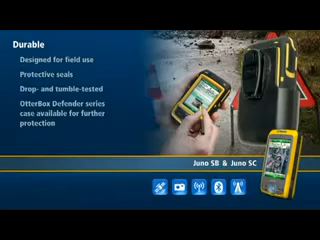 Durable
Designed for field use
Protective seals
Drop- and tumble-tested
OtterBox Defender series
case available for further
protection
Juno SB & Juno SC